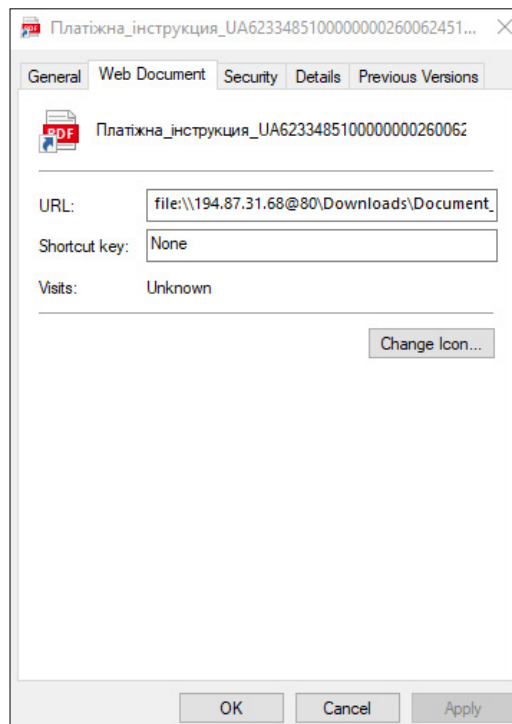 Платіжна_інструкция_UA6233485100000000260062451...
General Web Document Security Details Previous Versions
PDF Платіжна_інструкция_UA6233485100000000260062
URL: file:\\194.87.31.68@80\Downloads\Document_
Shortcut key: None
Visits: Unknown
Change Icon...
OK Cancel Apply